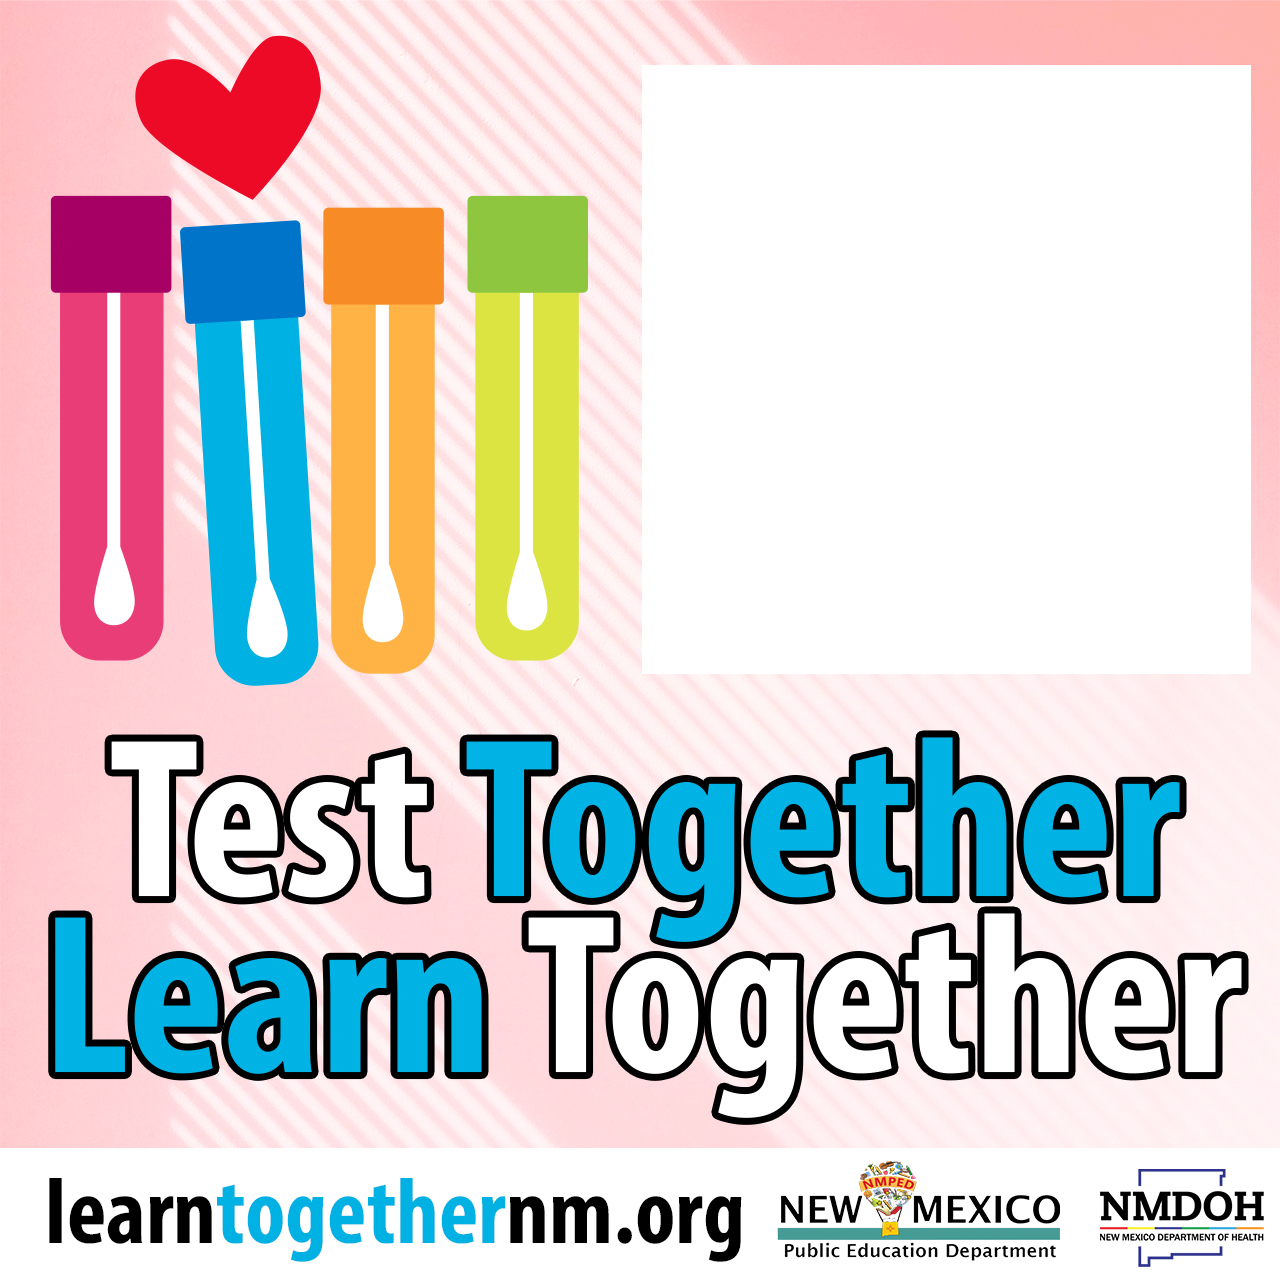 Test Together
Learn Together
learntogethernm.org
NMPED
NEW MEXICO
Public Education Department
NMDOH
NEW MEXICO DEPARTMENT OF HEALTH